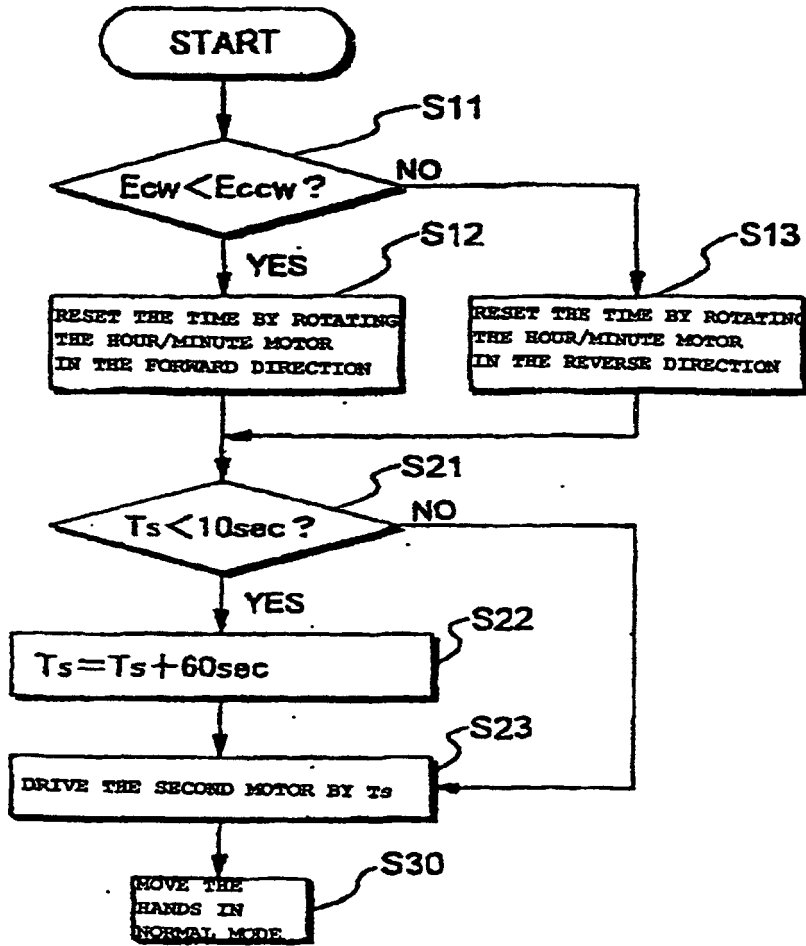 START
S11
Ecw<Eccw?
NO
YES
S12
S13
RESET THE TIME BY ROTATING
THE HOUR/MINUTE MOTOR
IN THE FORWARD DIRECTION
RESET THE TIME BY ROTATING
THE HOUR/MINUTE MOTOR
IN THE REVERSE DIRECTION
S21
Ts<10sec?
NO
YES
S22
Ts=Ts+60sec
S23
DRIVE THE SECOND MOTOR BY Ts
S30
MOVE THE
HANDS IN
NORMAL MODE